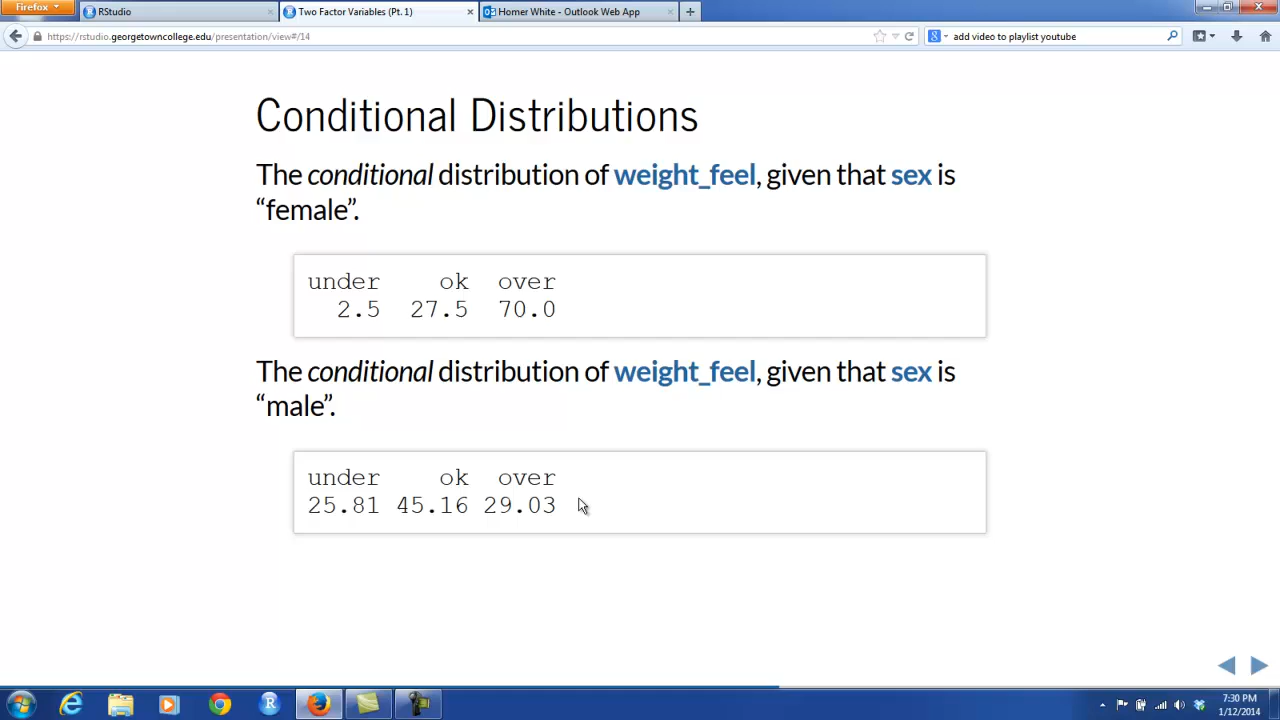 Firefox
RStudio
Two Factor Variables (Pt. 1)
Homer White - Outlook Web App
https://rstudio.georgetowncollege.edu/presentation/view#/14
add video to playlist youtube
Conditional Distributions
The conditional distribution of weight_feel, given that sex is
“female”.
under ok over
2.5 27.5 70.0
The conditional distribution of weight_feel, given that sex is
“male”.
under ok over
25.81 45.16 29.03
7:30 PM
1/12/2014